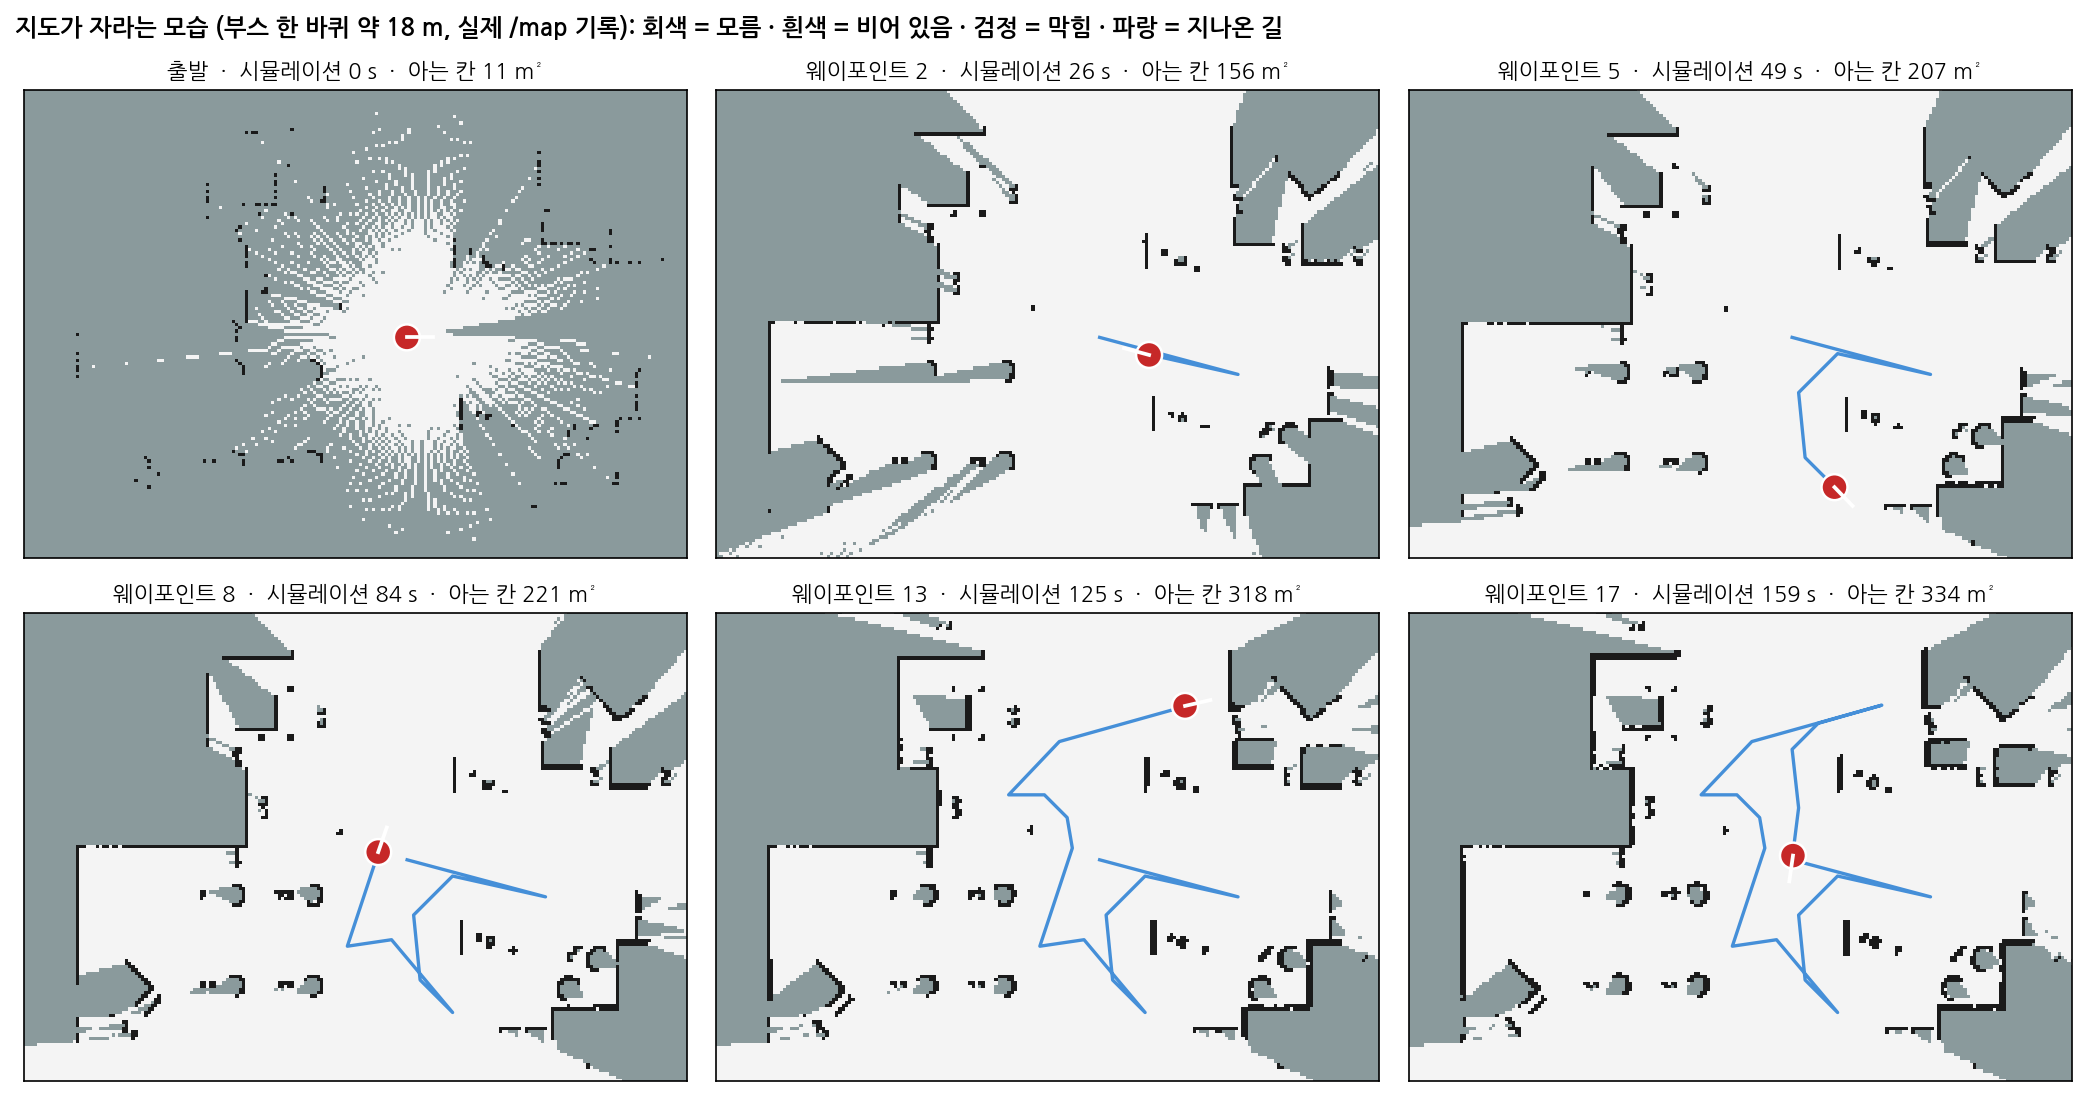 지도가 자라는 모습 (부스 한 바퀴 약 18 m, 실제 /map 기록): 회색 = 모름 · 흰색 = 비어 있음 · 검정 = 막힘 · 파랑 = 지나온 길
출발 · 시뮬레이션 0 s · 아는 칸 11 m²
웨이포인트 2 · 시뮬레이션 26 s · 아는 칸 156 m²
웨이포인트 5 · 시뮬레이션 49 s · 아는 칸 207 m²
웨이포인트 8 · 시뮬레이션 84 s · 아는 칸 221 m²
웨이포인트 13 · 시뮬레이션 125 s · 아는 칸 318 m²
웨이포인트 17 · 시뮬레이션 159 s · 아는 칸 334 m²